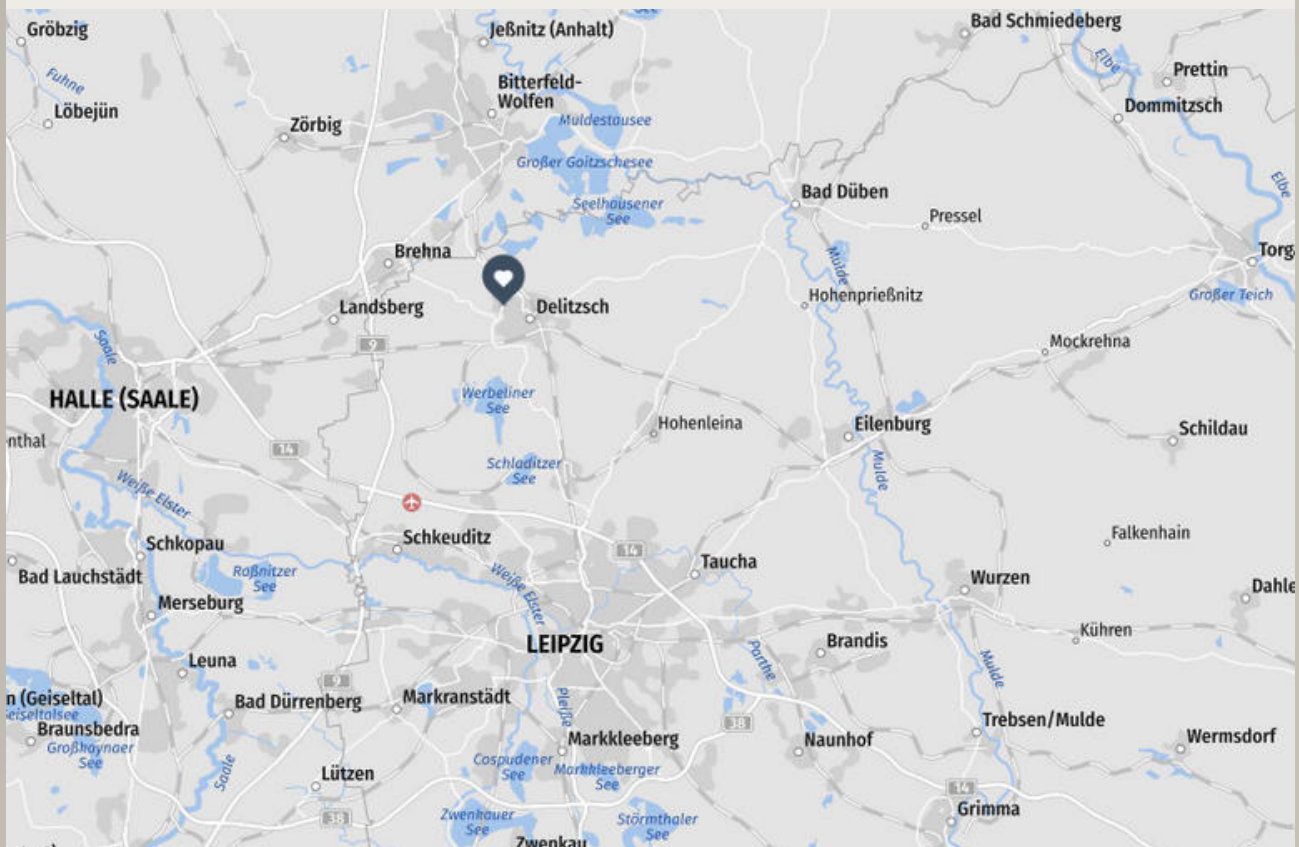 Gröbzig
Jeßnitz (Anhalt)
Bad Schmiedeberg
Fuhne
Bitterfeld-
Wolfen
Elbe
Prettin
Löbejün
Zörbig
Muldestausee
Dommitzsch
Großer Goitzschesee
Elbe
Bad Düben
Seelhausener
See
Pressel
Brehna
Mulde
Torg
Landsberg
Delitzsch
Hohenprießnitz
Großer Teich
Saale
9
Mockrehna
HALLE (SAALE)
Werbeliner
See
Hohenleina
Eilenburg
Schildau
nthal
14
Schladitzer
See
Mulde
Weiße Elster
Schkopau
Schkeuditz
14
Taucha
Falkenhain
Bad Lauchstädt
Raßnitzer
See
Weiße Elster
Wurzen
Dahle
Merseburg
LEIPZIG
Brandis
Kühren
Leuna
Parthe
Mulde
9
n (Geiseltal)
eiseltalsee
Bad Dürrenberg
Markranstädt
Pleiße
38
Trebsen/Mulde
Braunsbedra
Großkaynaer
See
Markkleeberg
Naunhof
Wermsdorf
Saale
Lützen
Cospudener
See
Markkleeberger
See
14
38
Zwenkauer
See
Störmthaler
See
Grimma
Zwenkau